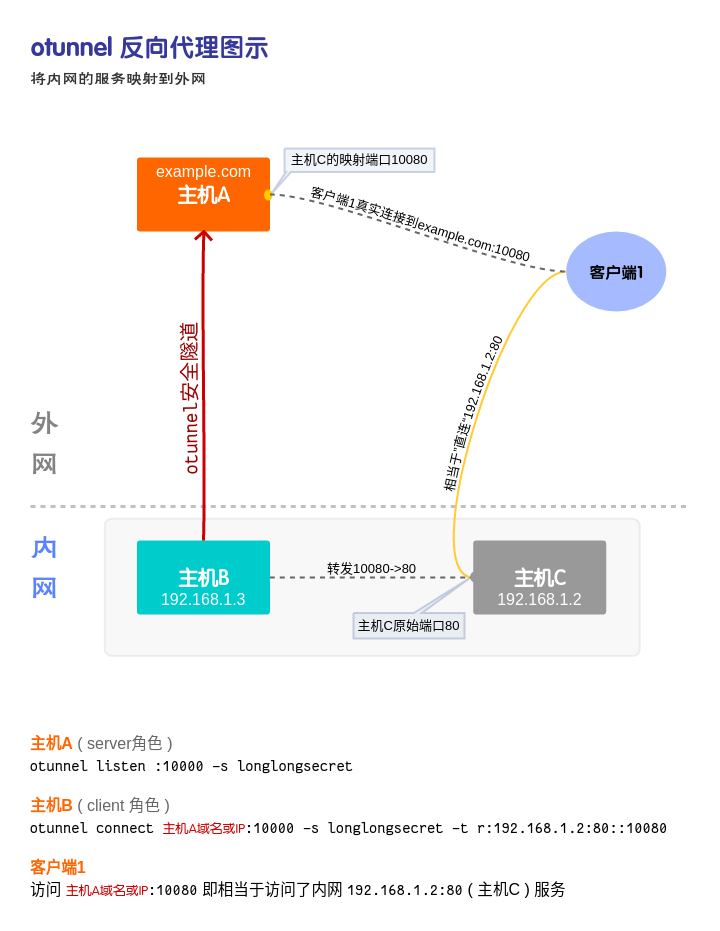 otunnel 反向代理图示
将内网的服务映射到外网
主机C的映射端口10080
example.com
主机A
客户端1真实连接到example.com:10080
客户端1
otunnel安全隧道
相当于"直连"192.168.1.2:80
外
网
内
网
主机B
192.168.1.3
转发10080->80
主机C
192.168.1.2
主机C原始端口80
主机A ( server角色 )
otunnel listen :10000 -s longlongsecret
主机B ( client 角色 )
otunnel connect 主机A域名或IP:10000 -s longlongsecret -t r:192.168.1.2:80::10080
客户端1
访问 主机A域名或IP:10080 即相当于访问了内网 192.168.1.2:80 ( 主机C ) 服务